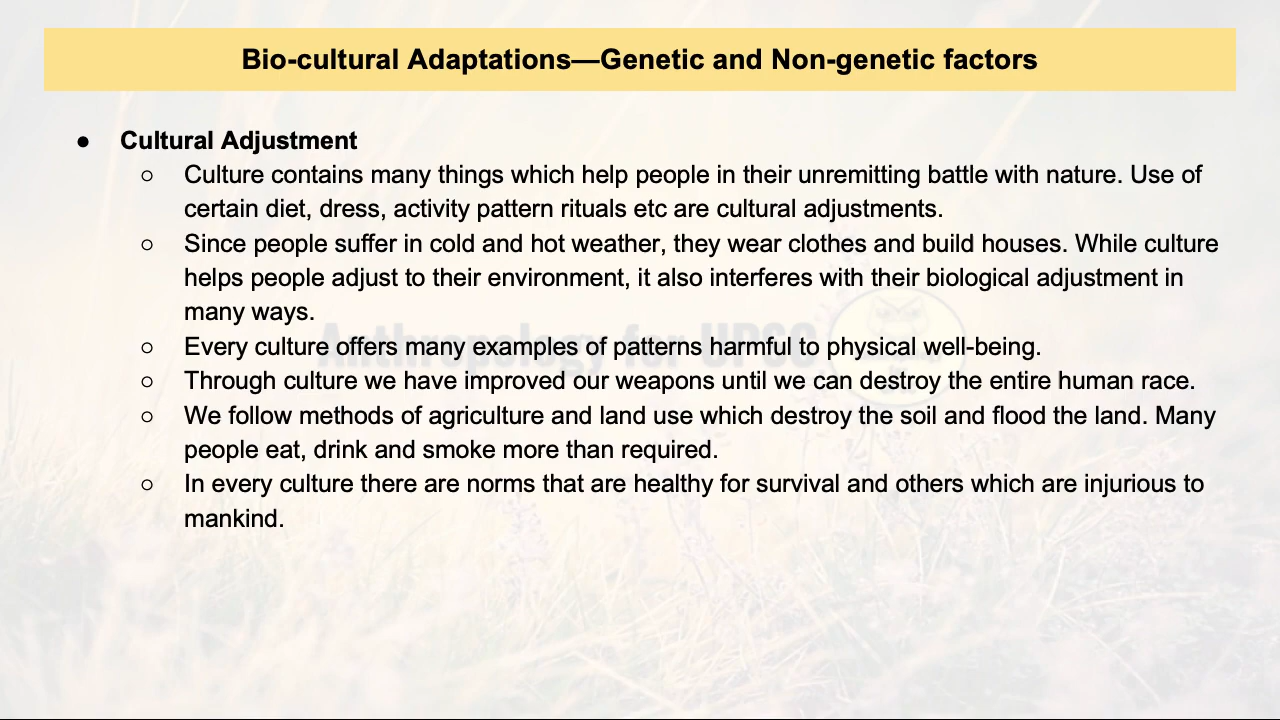 Bio-cultural Adaptations—Genetic and Non-genetic factors
● Cultural Adjustment
○ Culture contains many things which help people in their unremitting battle with nature. Use of
certain diet, dress, activity pattern rituals etc are cultural adjustments.
○ Since people suffer in cold and hot weather, they wear clothes and build houses. While culture
helps people adjust to their environment, it also interferes with their biological adjustment in
many ways.
Anthropology for UPSC
○ Every culture offers many examples of patterns harmful to physical well-being.
○ Through culture we have improved our weapons until we can destroy the entire human race.
○ We follow methods of agriculture and land use which destroy the soil and flood the land. Many
people eat, drink and smoke more than required.
○ In every culture there are norms that are healthy for survival and others which are injurious to
mankind.